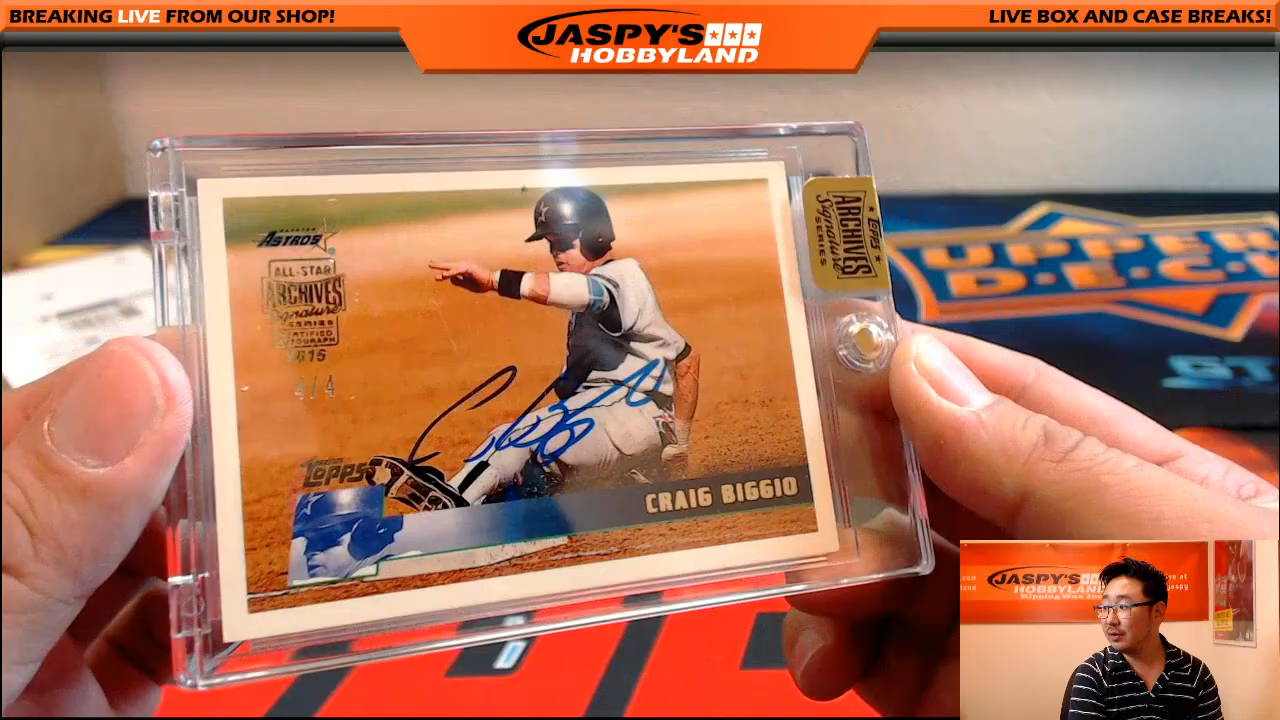 BREAKING LIVE FROM OUR SHOP!
JASPY'S
HOBBYLAND
LIVE BOX AND CASE BREAKS!
ASTROS
ALL-STAR
ARCHIVES
Signature
SERIES
CERTIFIED
AUTOGRAPH
2015
4/4
Topps
CRAIG BIGGIO
Topps
ARCHIVES
Signature
SERIES
UPPER
D.E.C.
ST
JASPY'S
HOBBYLAND